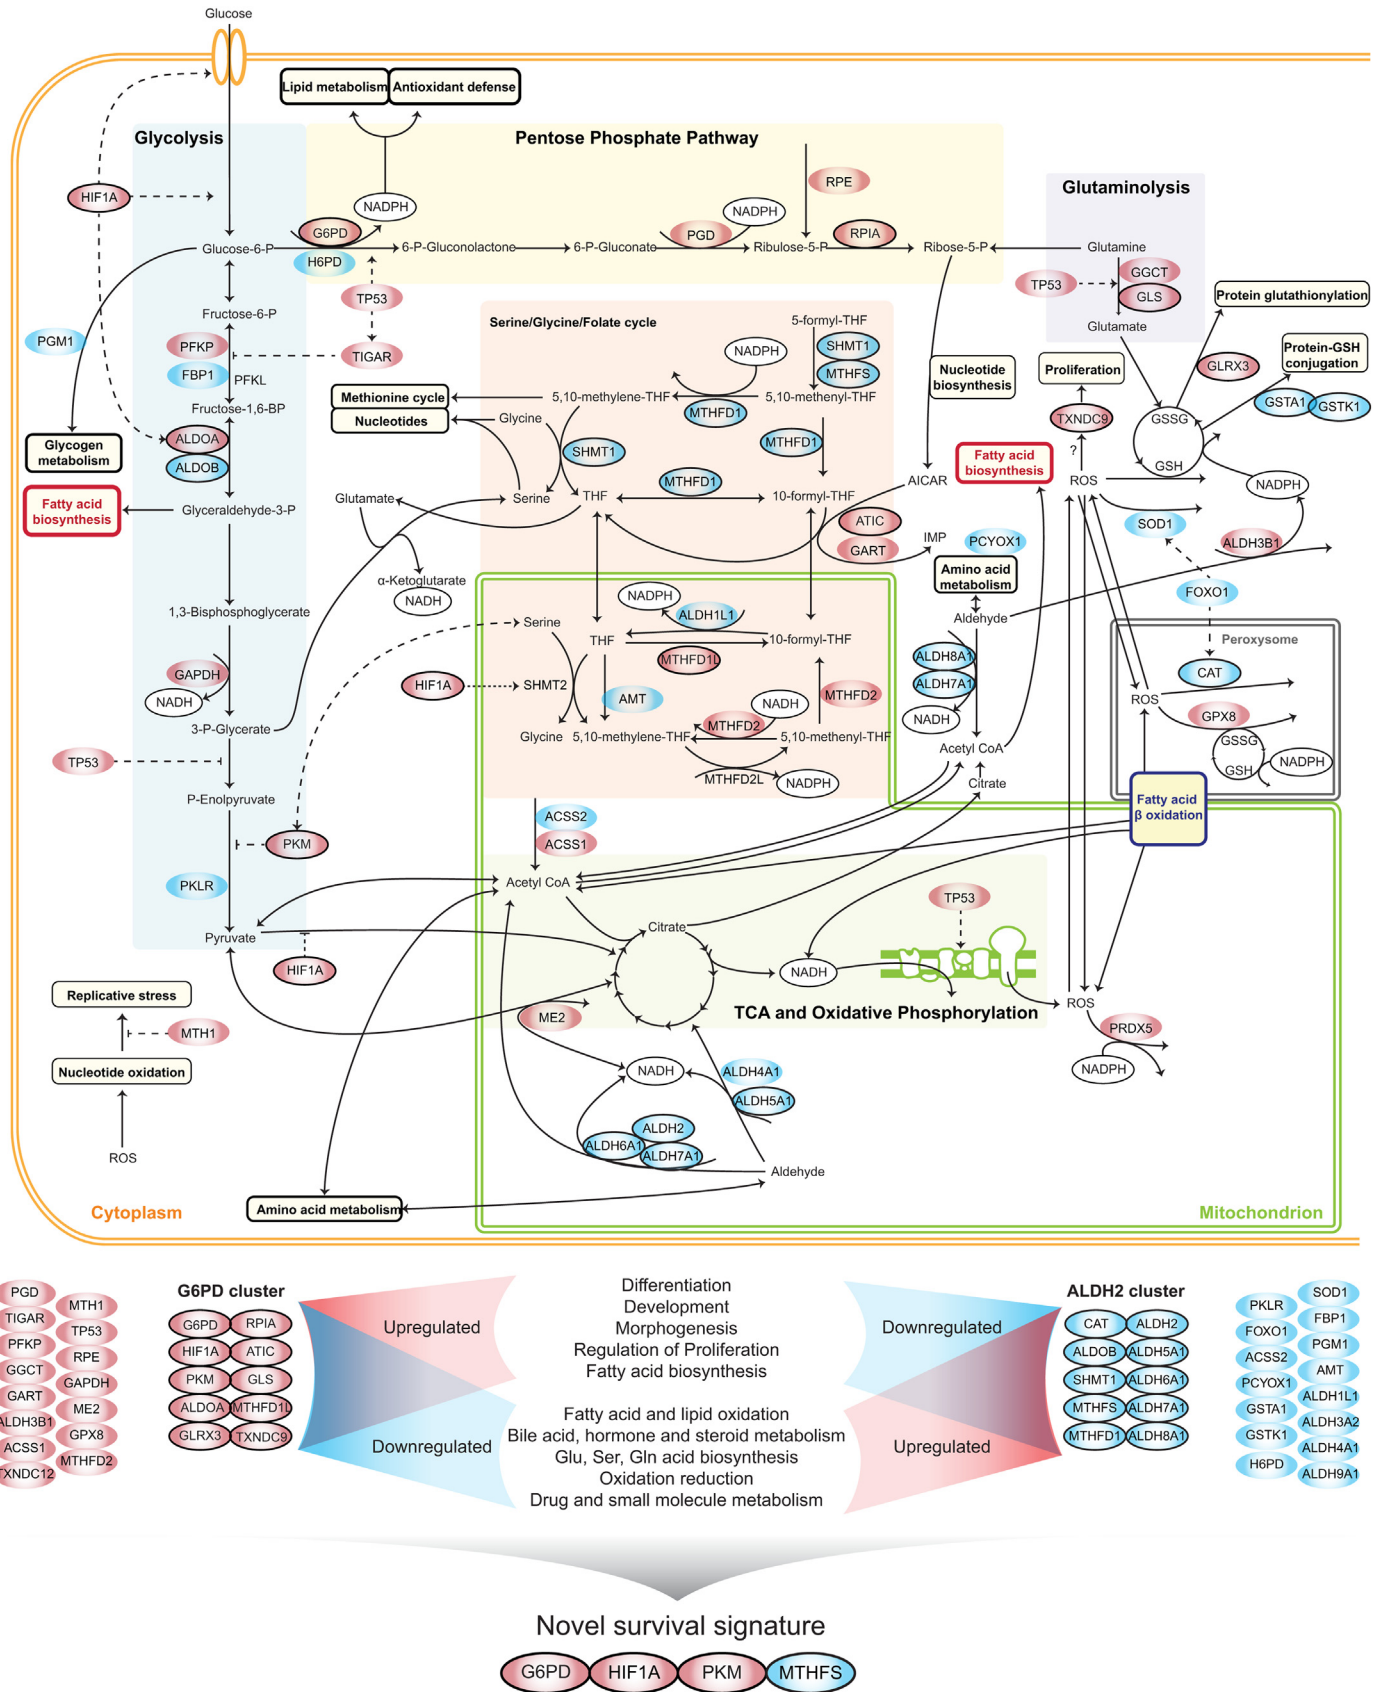 Glucose
Lipid metabolism
Antioxidant defense
Glycolysis
Pentose Phosphate Pathway
Glutaminolysis
HIF1A
NADPH
RPE
NADPH
G6PD
PGD
RPIA
Glucose-6-P
6-P-Gluconolactone
6-P-Gluconate
Ribulose-5-P
Ribose-5-P
Glutamine
H6PD
TP53
GGCT
TP53
GLS
Protein glutathionylation
Fructose-6-P
Serine/Glycine/Folate cycle
5-formyl-THF
Glutamate
PGM1
PFKP
TIGAR
NADPH
SHMT1
Protein-GSH
conjugation
FBP1
PFKL
MTHFS
Nucleotide
biosynthesis
Proliferation
GLRX3
Methionine cycle
5,10-methylene-THF
5,10-methenyl-THF
GSTA1
GSTK1
Fructose-1,6-BP
MTHFD1
TXNDC9
GSSG
Nucleotides
Glycine
ALDOA
MTHFD1
Glycogen
metabolism
SHMT1
?
Fatty acid
biosynthesis
ALDOB
GSH
MTHFD1
AICAR
ROS
NADPH
Glutamate
Serine
THF
10-formyl-THF
Fatty acid
biosynthesis
Glyceraldehyde-3-P
ATIC
SOD1
GART
IMP
PCYOX1
ALDH3B1
α-Ketoglutarate
Amino acid
metabolism
NADH
NADPH
ALDH1L1
FOXO1
1,3-Bisphosphoglycerate
Serine
Aldehyde
THF
10-formyl-THF
Peroxysome
MTHFD1L
ALDH8A1
GAPDH
HIF1A
SHMT2
ALDH7A1
CAT
NADH
AMT
MTHFD2
ROS
NADH
NADH
GPX8
3-P-Glycerate
MTHFD2
Glycine
5,10-methylene-THF
5,10-methenyl-THF
Acetyl CoA
GSSG
TP53
GSH
NADPH
MTHFD2L
NADPH
Citrate
P-Enolpyruvate
Fatty acid
β oxidation
ACSS2
PKM
ACSS1
PKLR
Acetyl CoA
TP53
Pyruvate
Citrate
HIF1A
NADH
Replicative stress
ROS
TCA and Oxidative Phosphorylation
ME2
MTH1
PRDX5
Nucleotide oxidation
NADH
ALDH4A1
NADPH
ALDH5A1
ALDH2
ALDH6A1
ALDH7A1
ROS
Aldehyde
Amino acid metabolism
Cytoplasm
Mitochondrion
PGD
MTH1
TIGAR
TP53
PFKP
RPE
GGCT
GAPDH
GART
ME2
ALDH3B1
GPX8
ACSS1
MTHFD2
TXNDC12
G6PD cluster
G6PD
RPIA
HIF1A
ATIC
PKM
GLS
ALDOA
MTHFD1L
GLRX3
TXNDC9
Upregulated
Downregulated
Differentiation
Development
Morphogenesis
Regulation of Proliferation
Fatty acid biosynthesis
Fatty acid and lipid oxidation
Bile acid, hormone and steroid metabolism
Glu, Ser, Gln acid biosynthesis
Oxidation reduction
Drug and small molecule metabolism
Downregulated
Upregulated
ALDH2 cluster
CAT
ALDH2
ALDOB
ALDH5A1
SHMT1
ALDH6A1
MTHFS
ALDH7A1
MTHFD1
ALDH8A1
SOD1
PKLR
FBP1
FOXO1
PGM1
ACSS2
AMT
PCYOX1
ALDH1L1
GSTA1
ALDH3A2
GSTK1
ALDH4A1
H6PD
ALDH9A1
Novel survival signature
G6PD
HIF1A
PKM
MTHFS